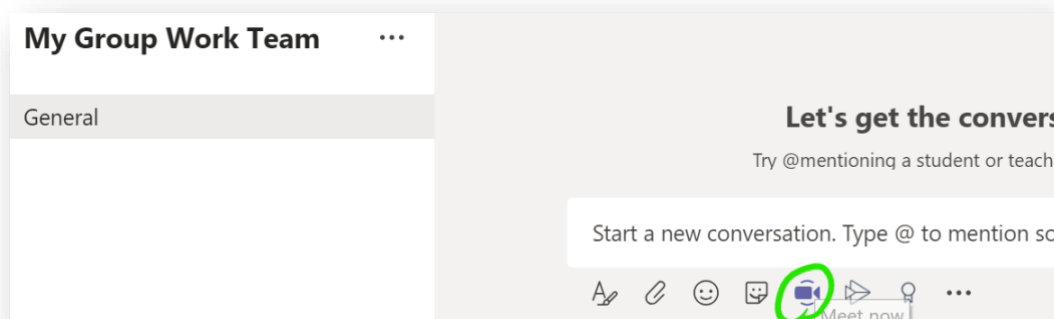 My Group Work Team ...
General
Let's get the convers
Try @mentioning a student or teach
Start a new conversation. Type @ to mention so
Meet now